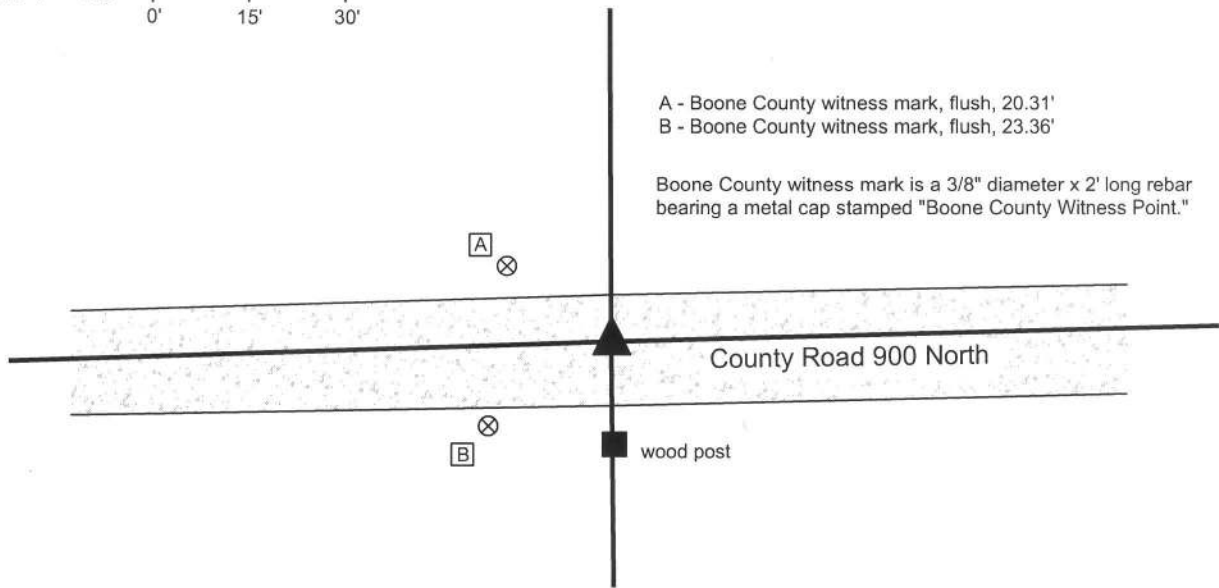 0' 15' 30'
A - Boone County witness mark, flush, 20.31'
B - Boone County witness mark, flush, 23.36'
Boone County witness mark is a 3/8" diameter x 2' long rebar
bearing a metal cap stamped "Boone County Witness Point."
A
County Road 900 North
B
wood post